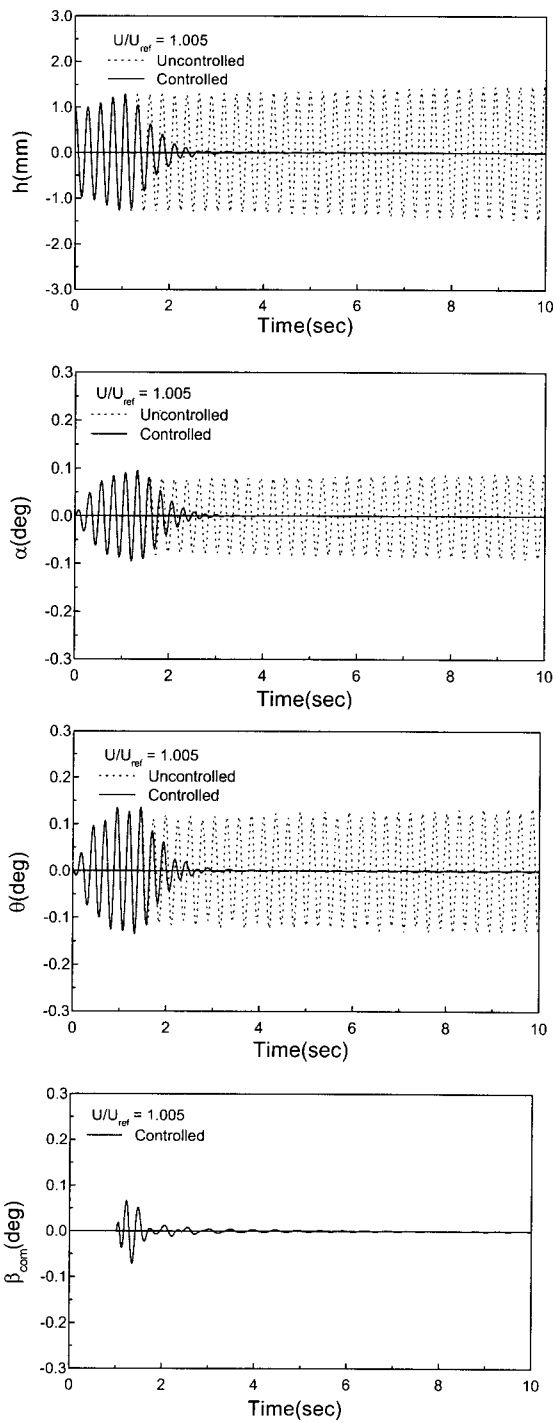 3.0
U/Uref = 1.005
Uncontrolled
Controlled
2.0
1.0
0.0
-1.0
-2.0
-3.0
h(mm)
0 2 4 6 8 10
Time(sec)
0.3
U/Uref = 1.005
Uncontrolled
Controlled
0.2
0.1
0.0
-0.1
-0.2
-0.3
α(deg)
0 2 4 6 8 10
Time(sec)
0.3
U/Uref = 1.005
Uncontrolled
Controlled
0.2
0.1
0.0
-0.1
-0.2
-0.3
θ(deg)
0 2 4 6 8 10
Time(sec)
0.3
U/Uref = 1.005
Controlled
0.2
0.1
0.0
-0.1
-0.2
-0.3
βcom(deg)
0 2 4 6 8 10
Time(sec)